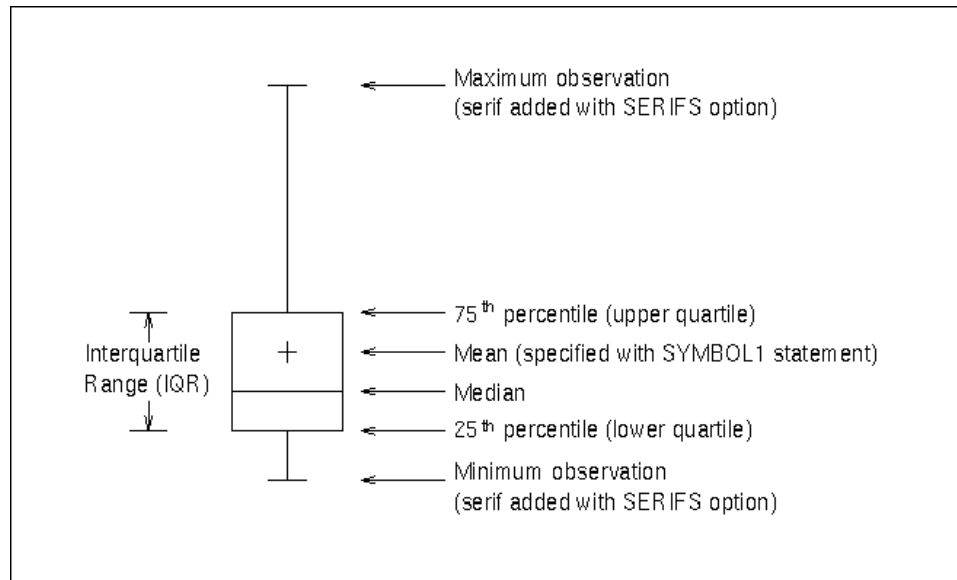 Maximum observation
(serif added with SERIFS option)
75th percentile (upper quartile)
Interquartile
Range (IQR)
Mean (specified with SYMBOL1 statement)
Median
25th percentile (lower quartile)
Minimum observation
(serif added with SERIFS option)